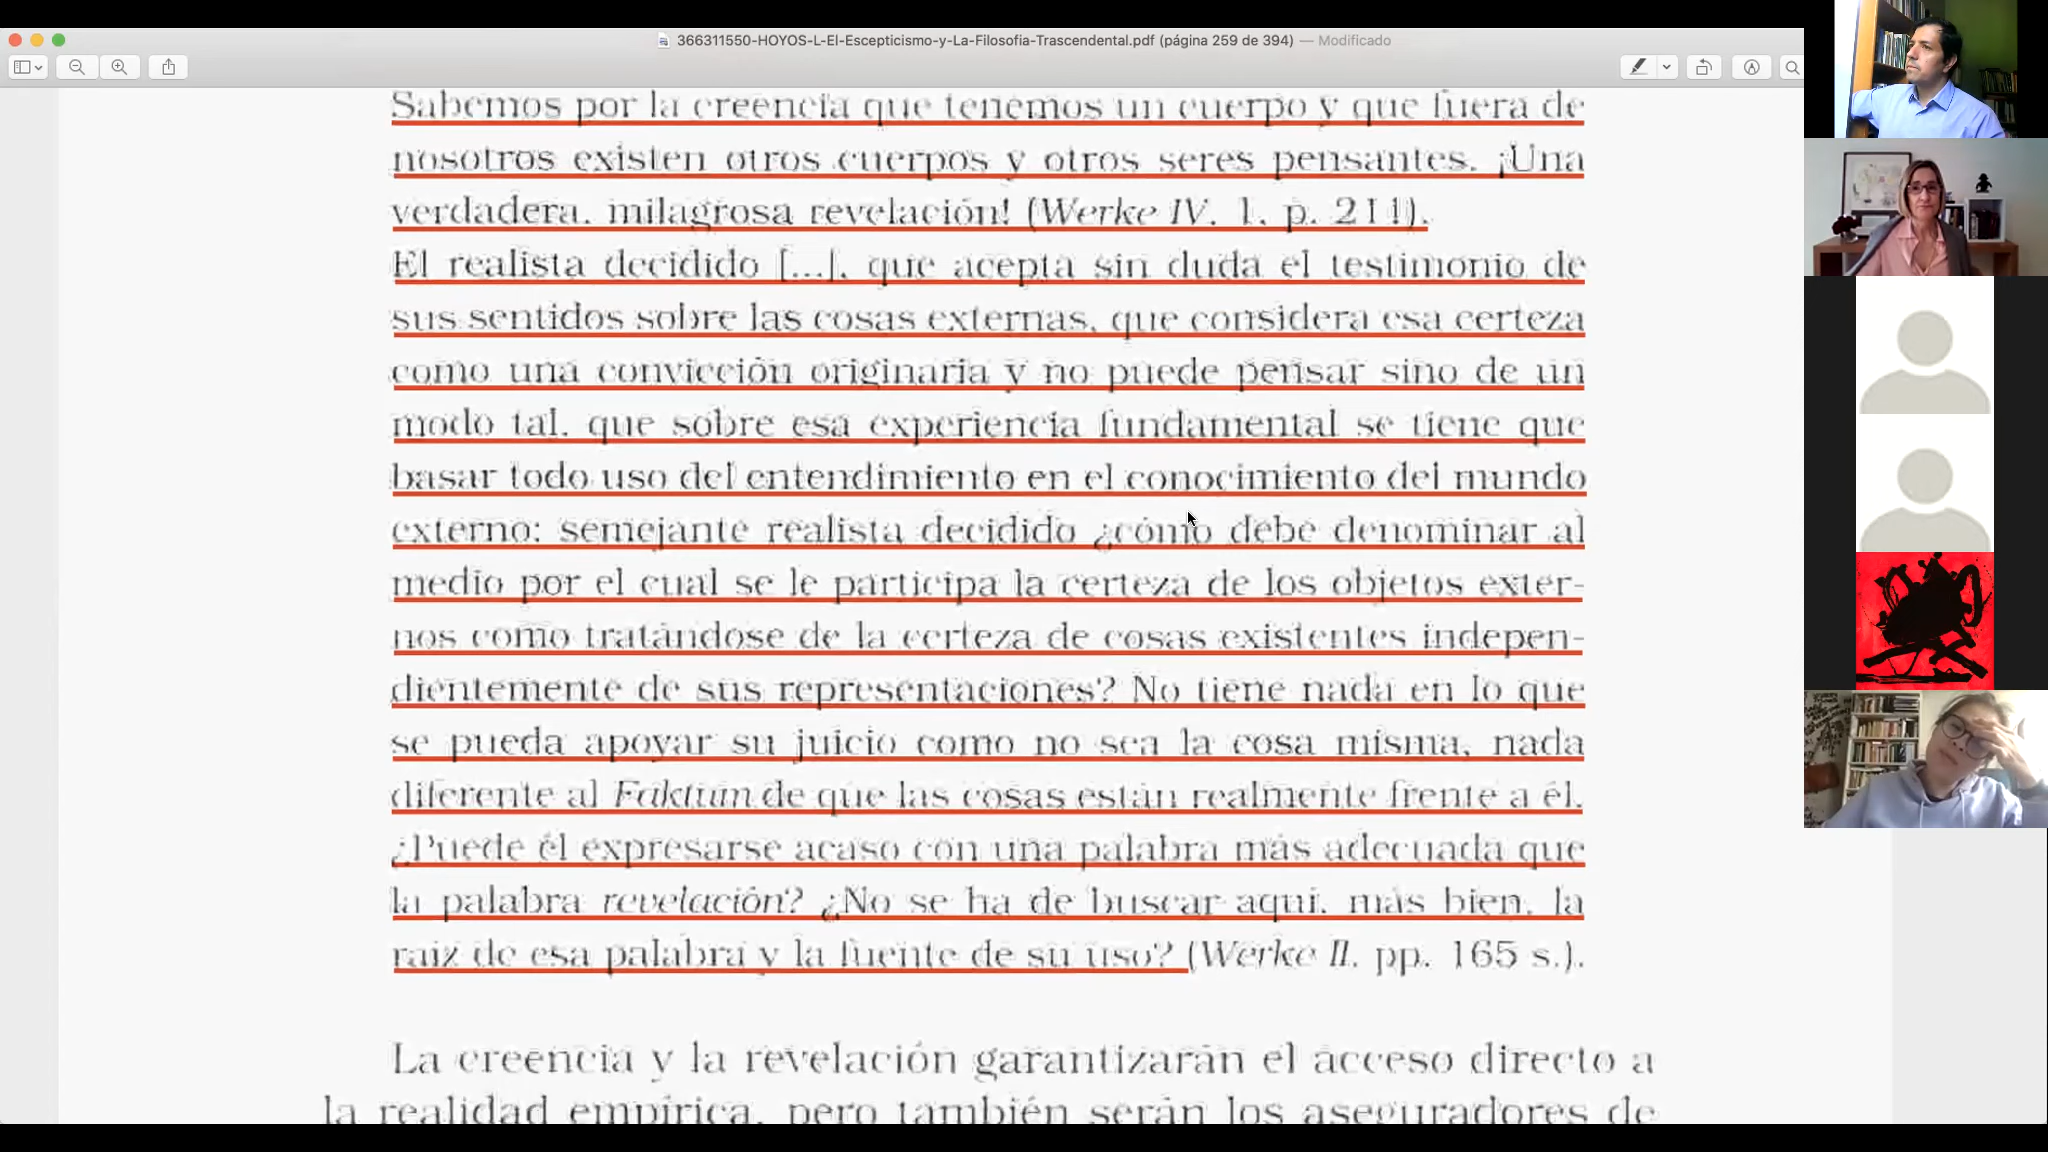 366311550-HOYOS-L-El-Escepticismo-y-La-Filosofia-Trascendental.pdf (página 259 de 394) — Modificado
Sabemos por la creencia que tenemos un cuerpo y que fuera de
nosotros existen otros cuerpos y otros seres pensantes. ¡Una
verdadera, milagrosa revelación! (Werke IV, 1, p. 211).
El realista decidido [...], que acepta sin duda el testimonio de
sus sentidos sobre las cosas externas, que considera esa certeza
como una convicción originaria y no puede pensar sino de un
modo tal, que sobre esa experiencia fundamental se tiene que
basar todo uso del entendimiento en el conocimiento del mundo
externo: semejante realista decidido ¿cómo debe denominar al
medio por el cual se le participa la certeza de los objetos exter-
nos como tratándose de la certeza de cosas existentes indepen-
dientemente de sus representaciones? No tiene nada en lo que
se pueda apoyar su juicio como no sea la cosa misma, nada
diferente al Faktum de que las cosas están realmente frente a él.
¿Puede él expresarse acaso con una palabra más adecuada que
la palabra revelación? ¿No se ha de buscar aquí, más bien, la
raíz de esa palabra y la fuente de su uso? (Werke II, pp. 165 s.).
La creencia y la revelación garantizarán el acceso directo a
la realidad empírica, pero también serán los aseguradores de